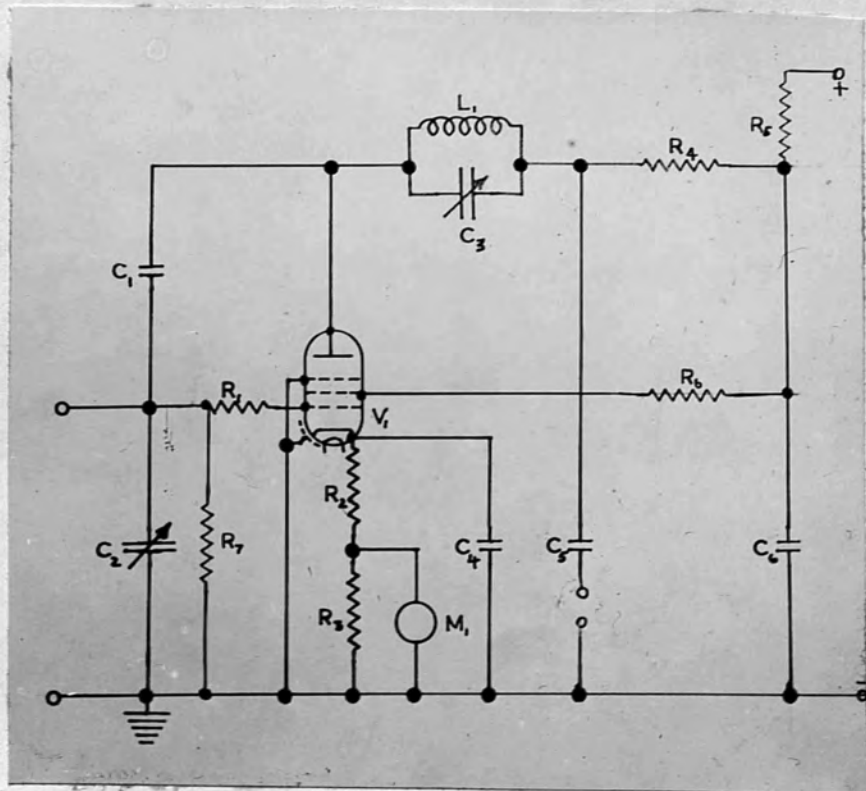 L₁
+
R₅
R₄
C₃
C₁
R₆
R₁
V₁
R₂
C₂
R₇
C₄
C₅
C₆
R₃
M₁
-